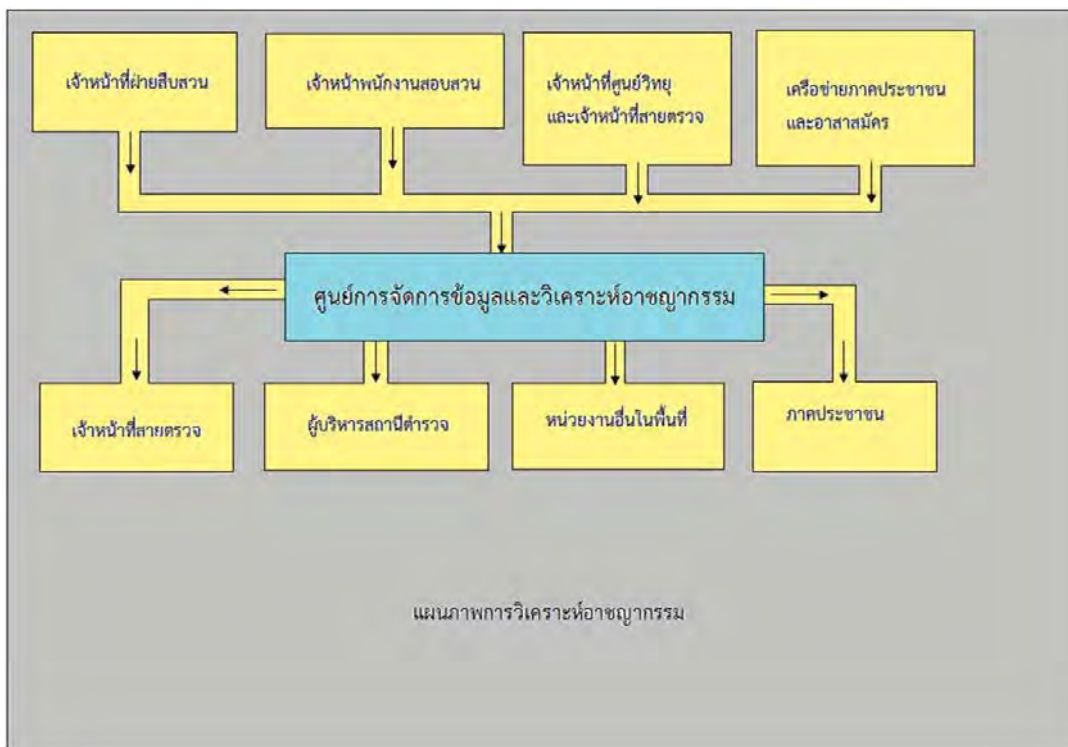 เจ้าหน้าที่ฝ่ายสืบสวน
เจ้าหน้าพนักงานสอบสวน
เจ้าหน้าที่ศูนย์วิทยุ
และเจ้าหน้าที่สายตรวจ
เครือข่ายภาคประชาชน
และอาสาสมัคร
ศูนย์การจัดการข้อมูลและวิเคราะห์อาชญากรรม
เจ้าหน้าที่สายตรวจ
ผู้บริหารสถานีตำรวจ
หน่วยงานอื่นในพื้นที่
ภาคประชาชน
แผนภาพการวิเคราะห์อาชญากรรม